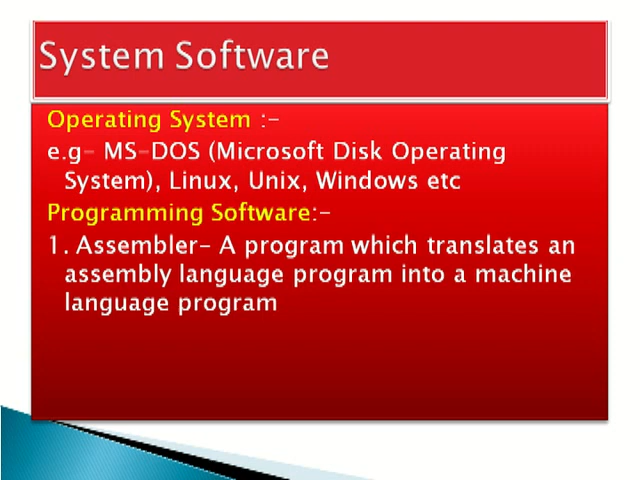 System Software
Operating System :-
e.g- MS-DOS (Microsoft Disk Operating
System), Linux, Unix, Windows etc
Programming Software:-
1. Assembler- A program which translates an
assembly language program into a machine
language program